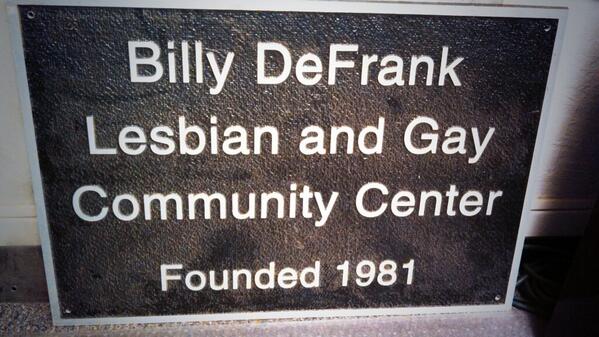 Billy DeFrank
Lesbian and Gay
Community Center
Founded 1981